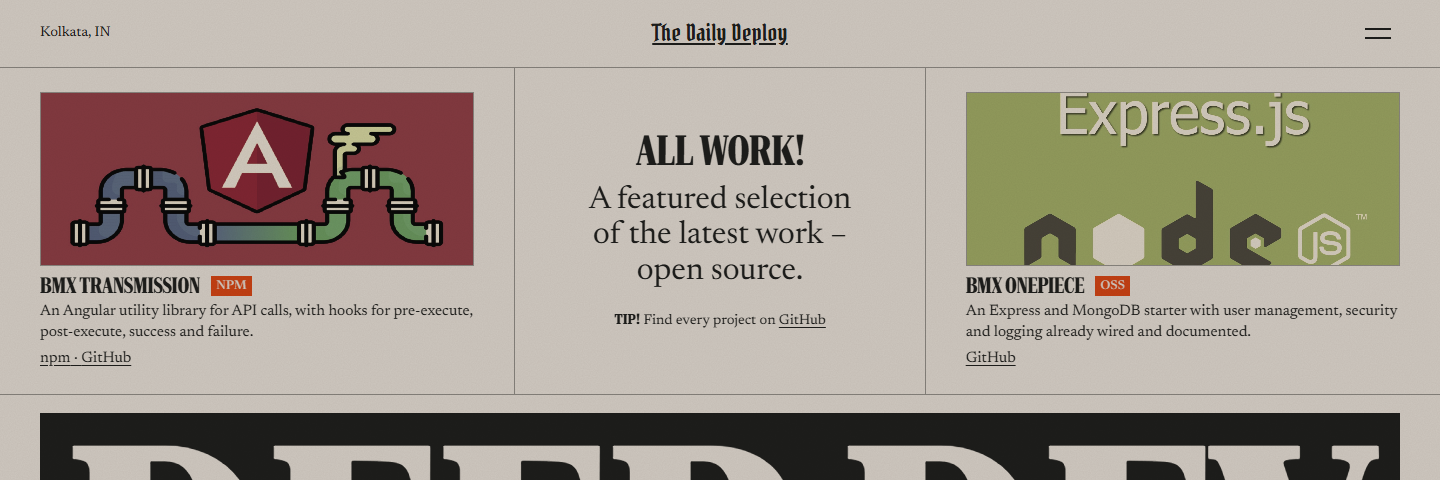 Kolkata, IN
The Daily Deploy
A
BMX TRANSMISSION NPM
An Angular utility library for API calls, with hooks for pre-execute,
post-execute, success and failure.
npm · GitHub
ALL WORK!
A featured selection
of the latest work –
open source.
TIP! Find every project on GitHub
Express.js
node JS ™
BMX ONEPIECE OSS
An Express and MongoDB starter with user management, security
and logging already wired and documented.
GitHub